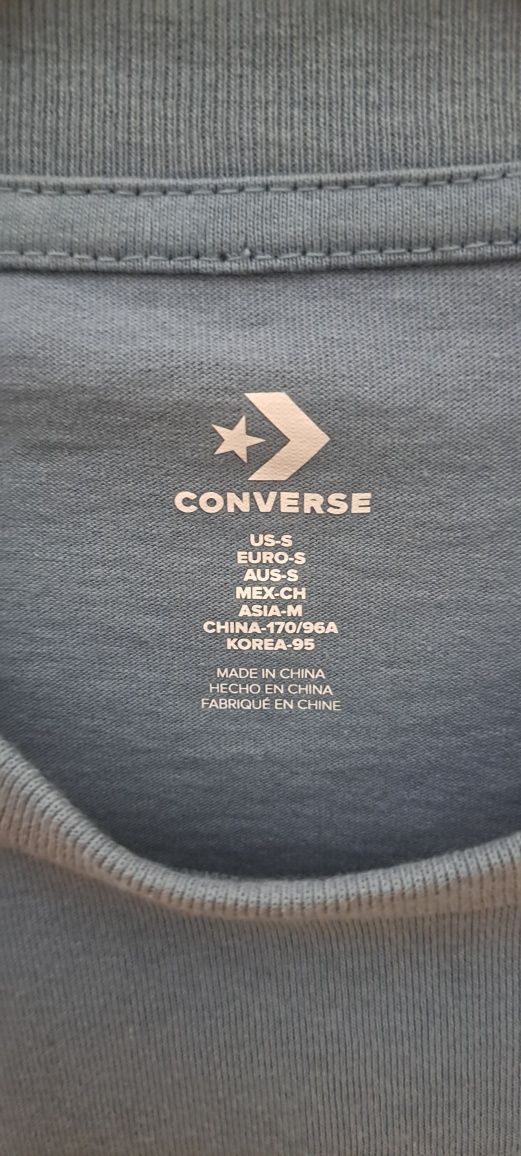 CONVERSE
US-S
EURO-S
AUS-S
MEX-CH
ASIA-M
CHINA-170/96A
KOREA-95
MADE IN CHINA
HECHO EN CHINA
FABRIQUÉ EN CHINE